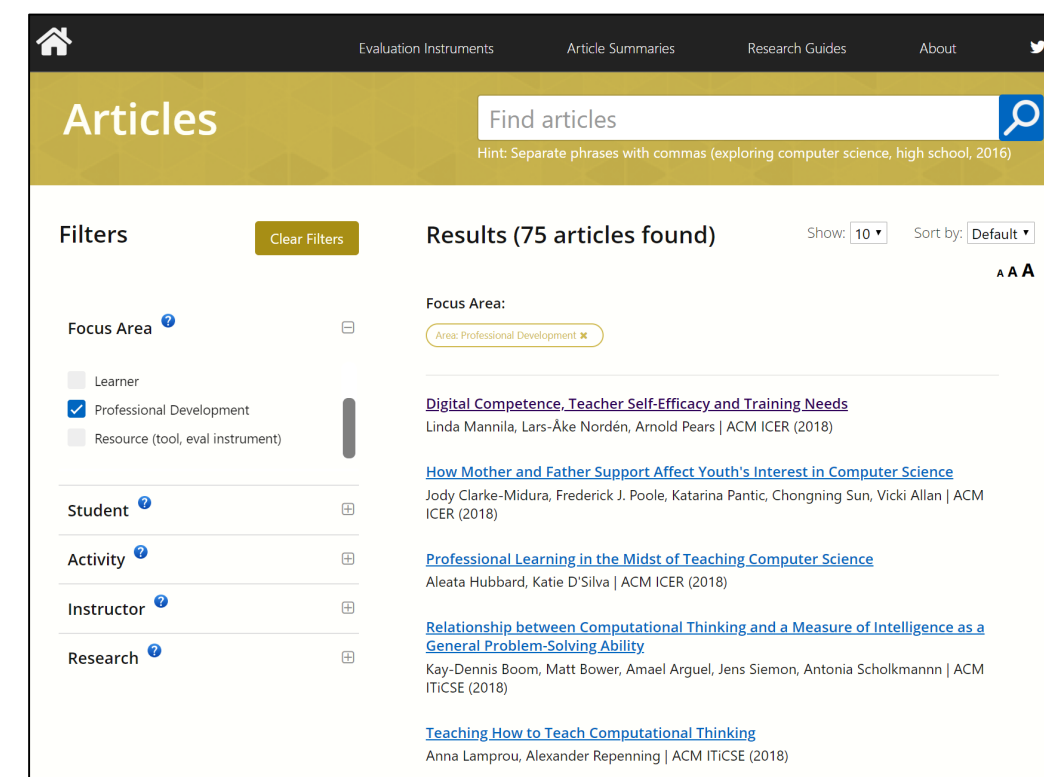 Evaluation Instruments Article Summaries Research Guides About
Articles
Find articles
Hint: Separate phrases with commas (exploring computer science, high school, 2016)
Filters
Clear Filters
Results (75 articles found)
Show: 10
Sort by: Default
A A A
Focus Area:
Area: Professional Development ✖
Focus Area ?
Learner
Professional Development
Resource (tool, eval instrument)
Student ?
Activity ?
Instructor ?
Research ?
Digital Competence, Teacher Self-Efficacy and Training Needs
Linda Mannila, Lars-Åke Nordén, Arnold Pears | ACM ICER (2018)
How Mother and Father Support Affect Youth's Interest in Computer Science
Jody Clarke-Midura, Frederick J. Poole, Katarina Pantic, Chongning Sun, Vicki Allan | ACM
ICER (2018)
Professional Learning in the Midst of Teaching Computer Science
Aleata Hubbard, Katie D'Silva | ACM ICER (2018)
Relationship between Computational Thinking and a Measure of Intelligence as a
General Problem-Solving Ability
Kay-Dennis Boom, Matt Bower, Amael Arguel, Jens Siemon, Antonia Scholkmannn | ACM
ITiCSE (2018)
Teaching How to Teach Computational Thinking
Anna Lamprou, Alexander Repenning | ACM ITiCSE (2018)